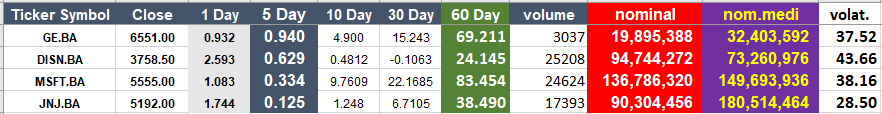 Ticker Symbol Close 1 Day 5 Day 10 Day 30 Day 60 Day volume nominal nom.medi volat.
GE.BA 6551.00 0.932 0.940 4.900 15.243 69.211 3037 19,895,388 32,403,592 37.52
DISN.BA 3758.50 2.593 0.629 0.4812 -0.1063 24.145 25208 94,744,272 73,260,976 43.66
MSFT.BA 5555.00 1.083 0.334 9.7609 22.1685 83.454 24624 136,786,320 149,693,936 38.16
JNJ.BA 5192.00 1.744 0.125 1.248 6.7105 38.490 17393 90,304,456 180,514,464 28.50